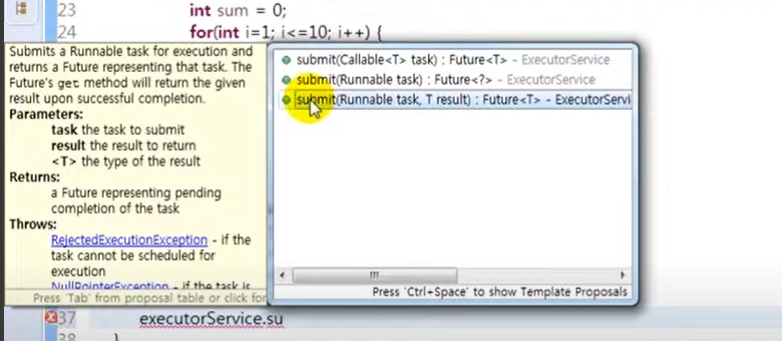 23 int sum = 0;
24 for(int i=1; i<=10; i++) {
Submits a Runnable task for execution and
returns a Future representing that task. The
Future's get method will return the given
result upon successful completion.
Parameters:
task the task to submit
result the result to return
<T> the type of the result
Returns:
a Future representing pending
completion of the task
Throws:
RejectedExecutionException - if the
task cannot be scheduled for
execution
NullPointerException - if the task is
Press 'Tab' from proposal table or click for
submit(Callable<T> task) : Future<T> - ExecutorService
submit(Runnable task) : Future<?> - ExecutorService
submit(Runnable task, T result) : Future<T> - ExecutorServi
Press 'Ctrl+Space' to show Template Proposals
37 executorService.su
38 }